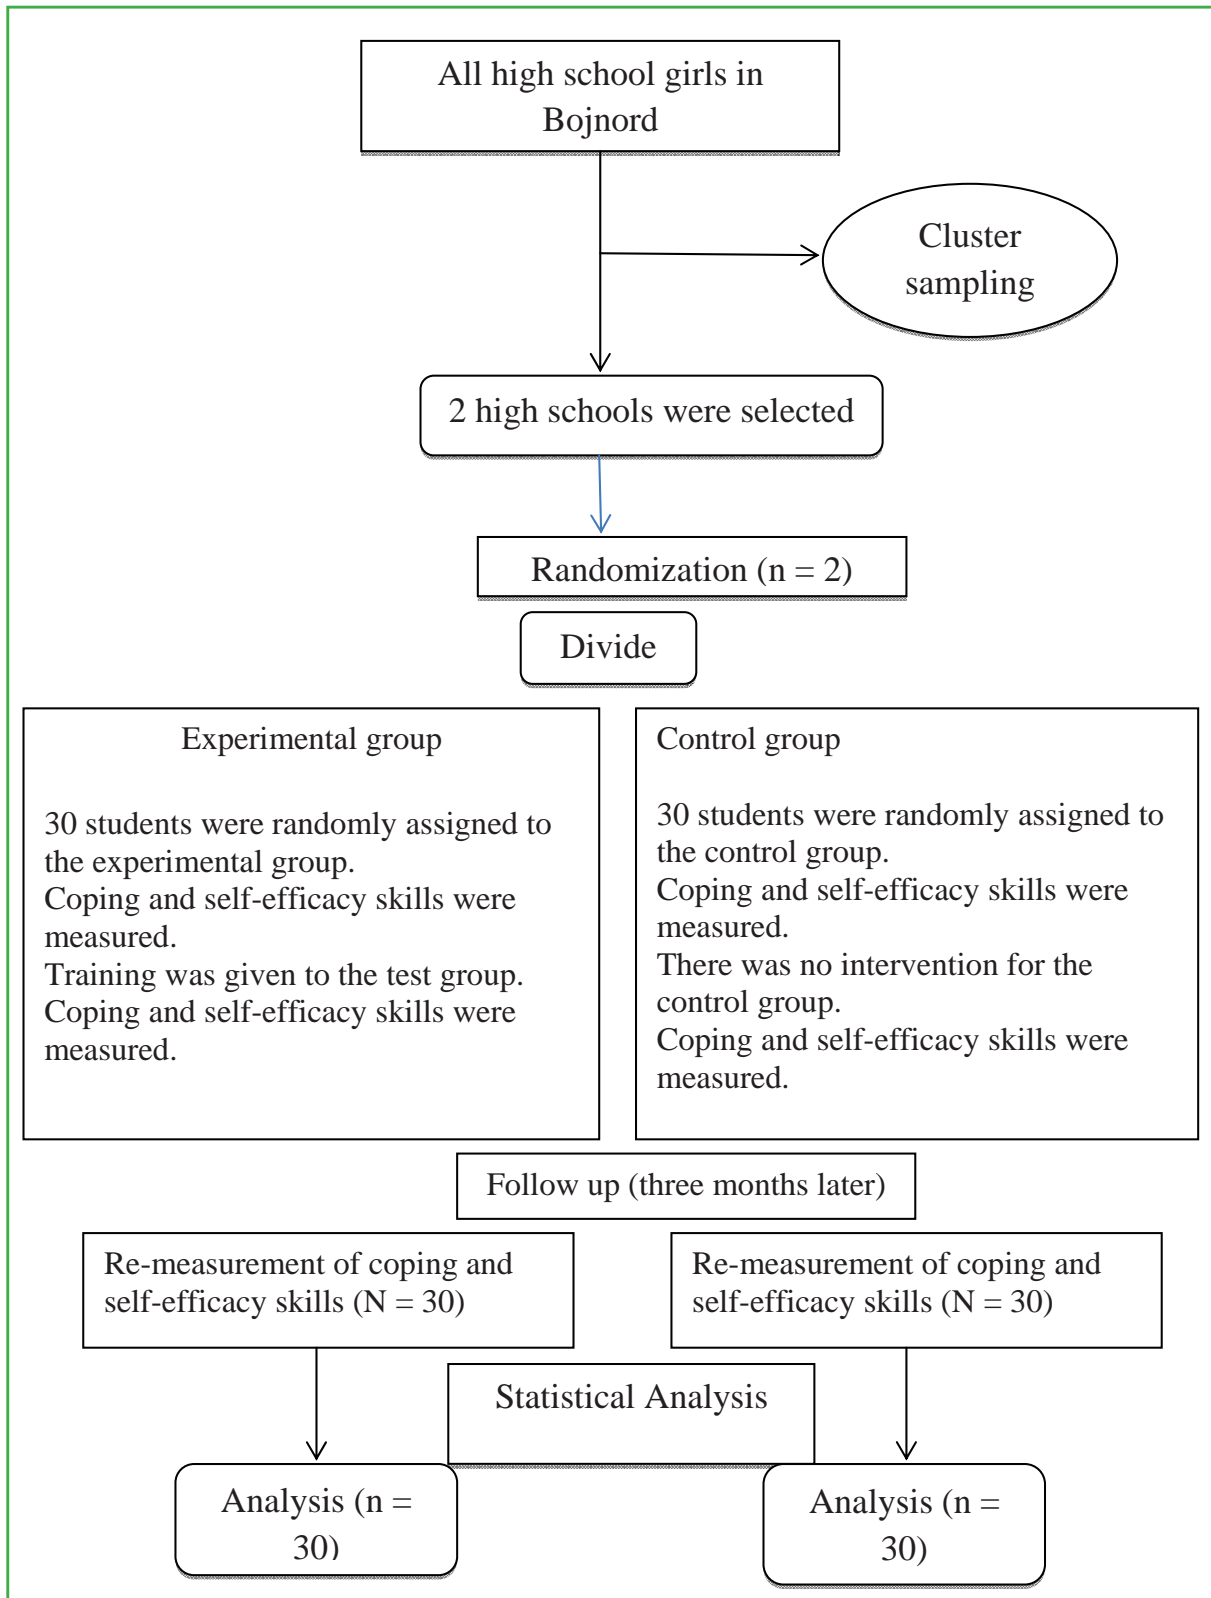 All high school girls in
Bojnord
Cluster
sampling
2 high schools were selected
Randomization (n = 2)
Divide
Experimental group
30 students were randomly assigned to
the experimental group.
Coping and self-efficacy skills were
measured.
Training was given to the test group.
Coping and self-efficacy skills were
measured.
Control group
30 students were randomly assigned to
the control group.
Coping and self-efficacy skills were
measured.
There was no intervention for the
control group.
Coping and self-efficacy skills were
measured.
Follow up (three months later)
Re-measurement of coping and
self-efficacy skills (N = 30)
Re-measurement of coping and
self-efficacy skills (N = 30)
Statistical Analysis
Analysis (n =
30)
Analysis (n =
30)